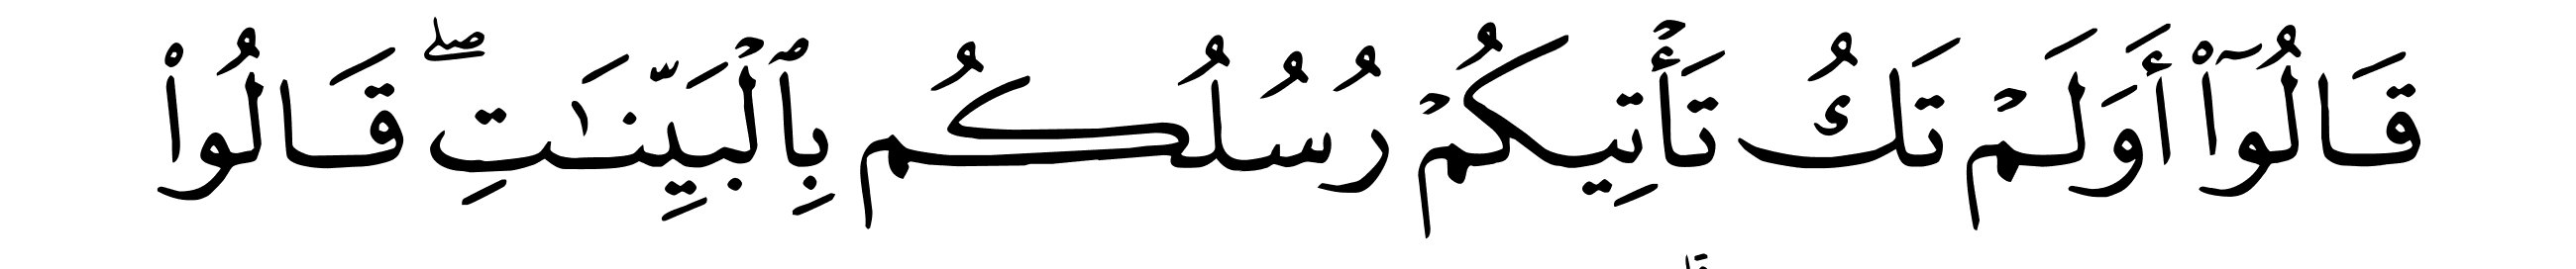 قَالُوٓا۟ أَوَلَمْ تَكُ تَأْتِيكُمْ رُسُلُكُم بِٱلْبَيِّنَـٰتِ ۖ قَالُوا۟